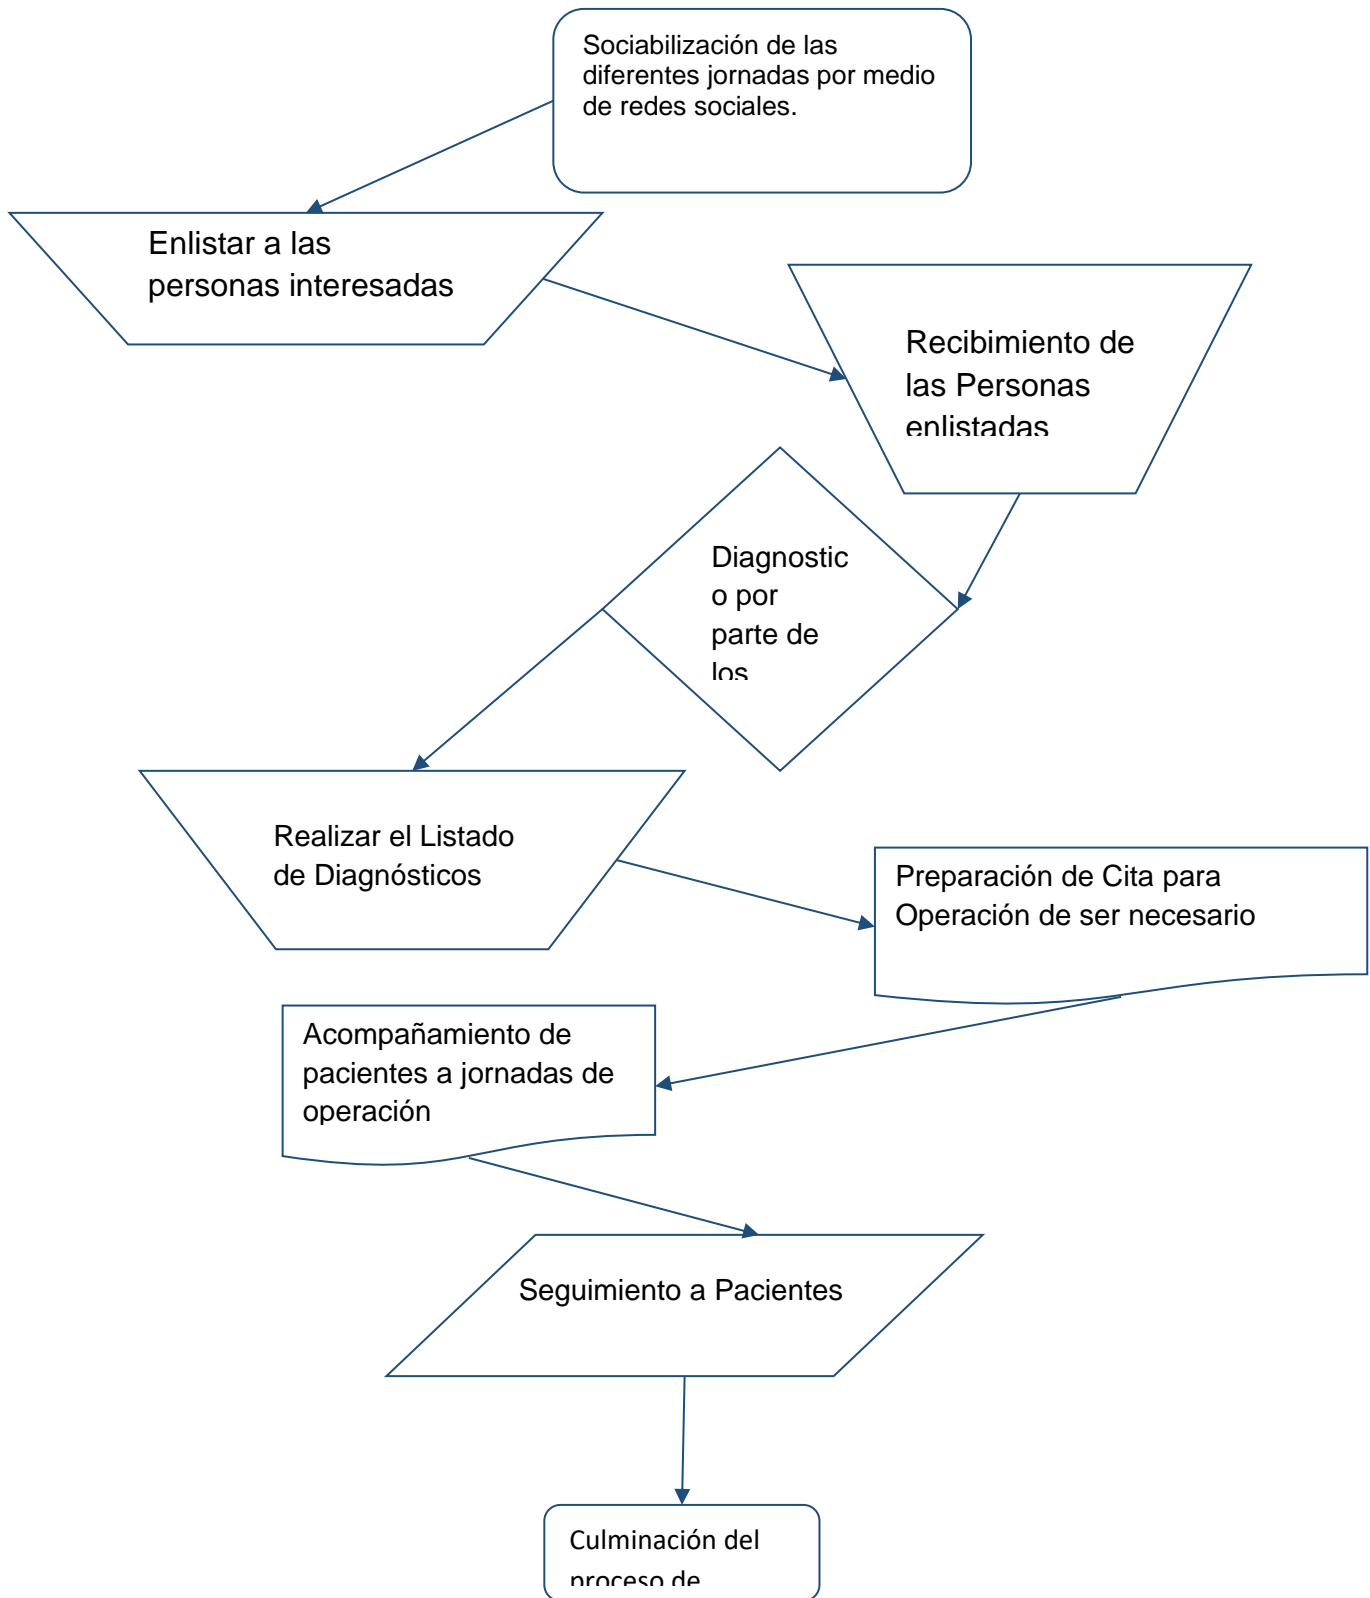 Sociabilización de las
diferentes jornadas por medio
de redes sociales.
Enlistar a las
personas interesadas
Recibimiento de
las Personas
enlistadas
Diagnostic
o por
parte de
los
Realizar el Listado
de Diagnósticos
Preparación de Cita para
Operación de ser necesario
Acompañamiento de
pacientes a jornadas de
operación
Seguimiento a Pacientes
Culminación del
proceso de